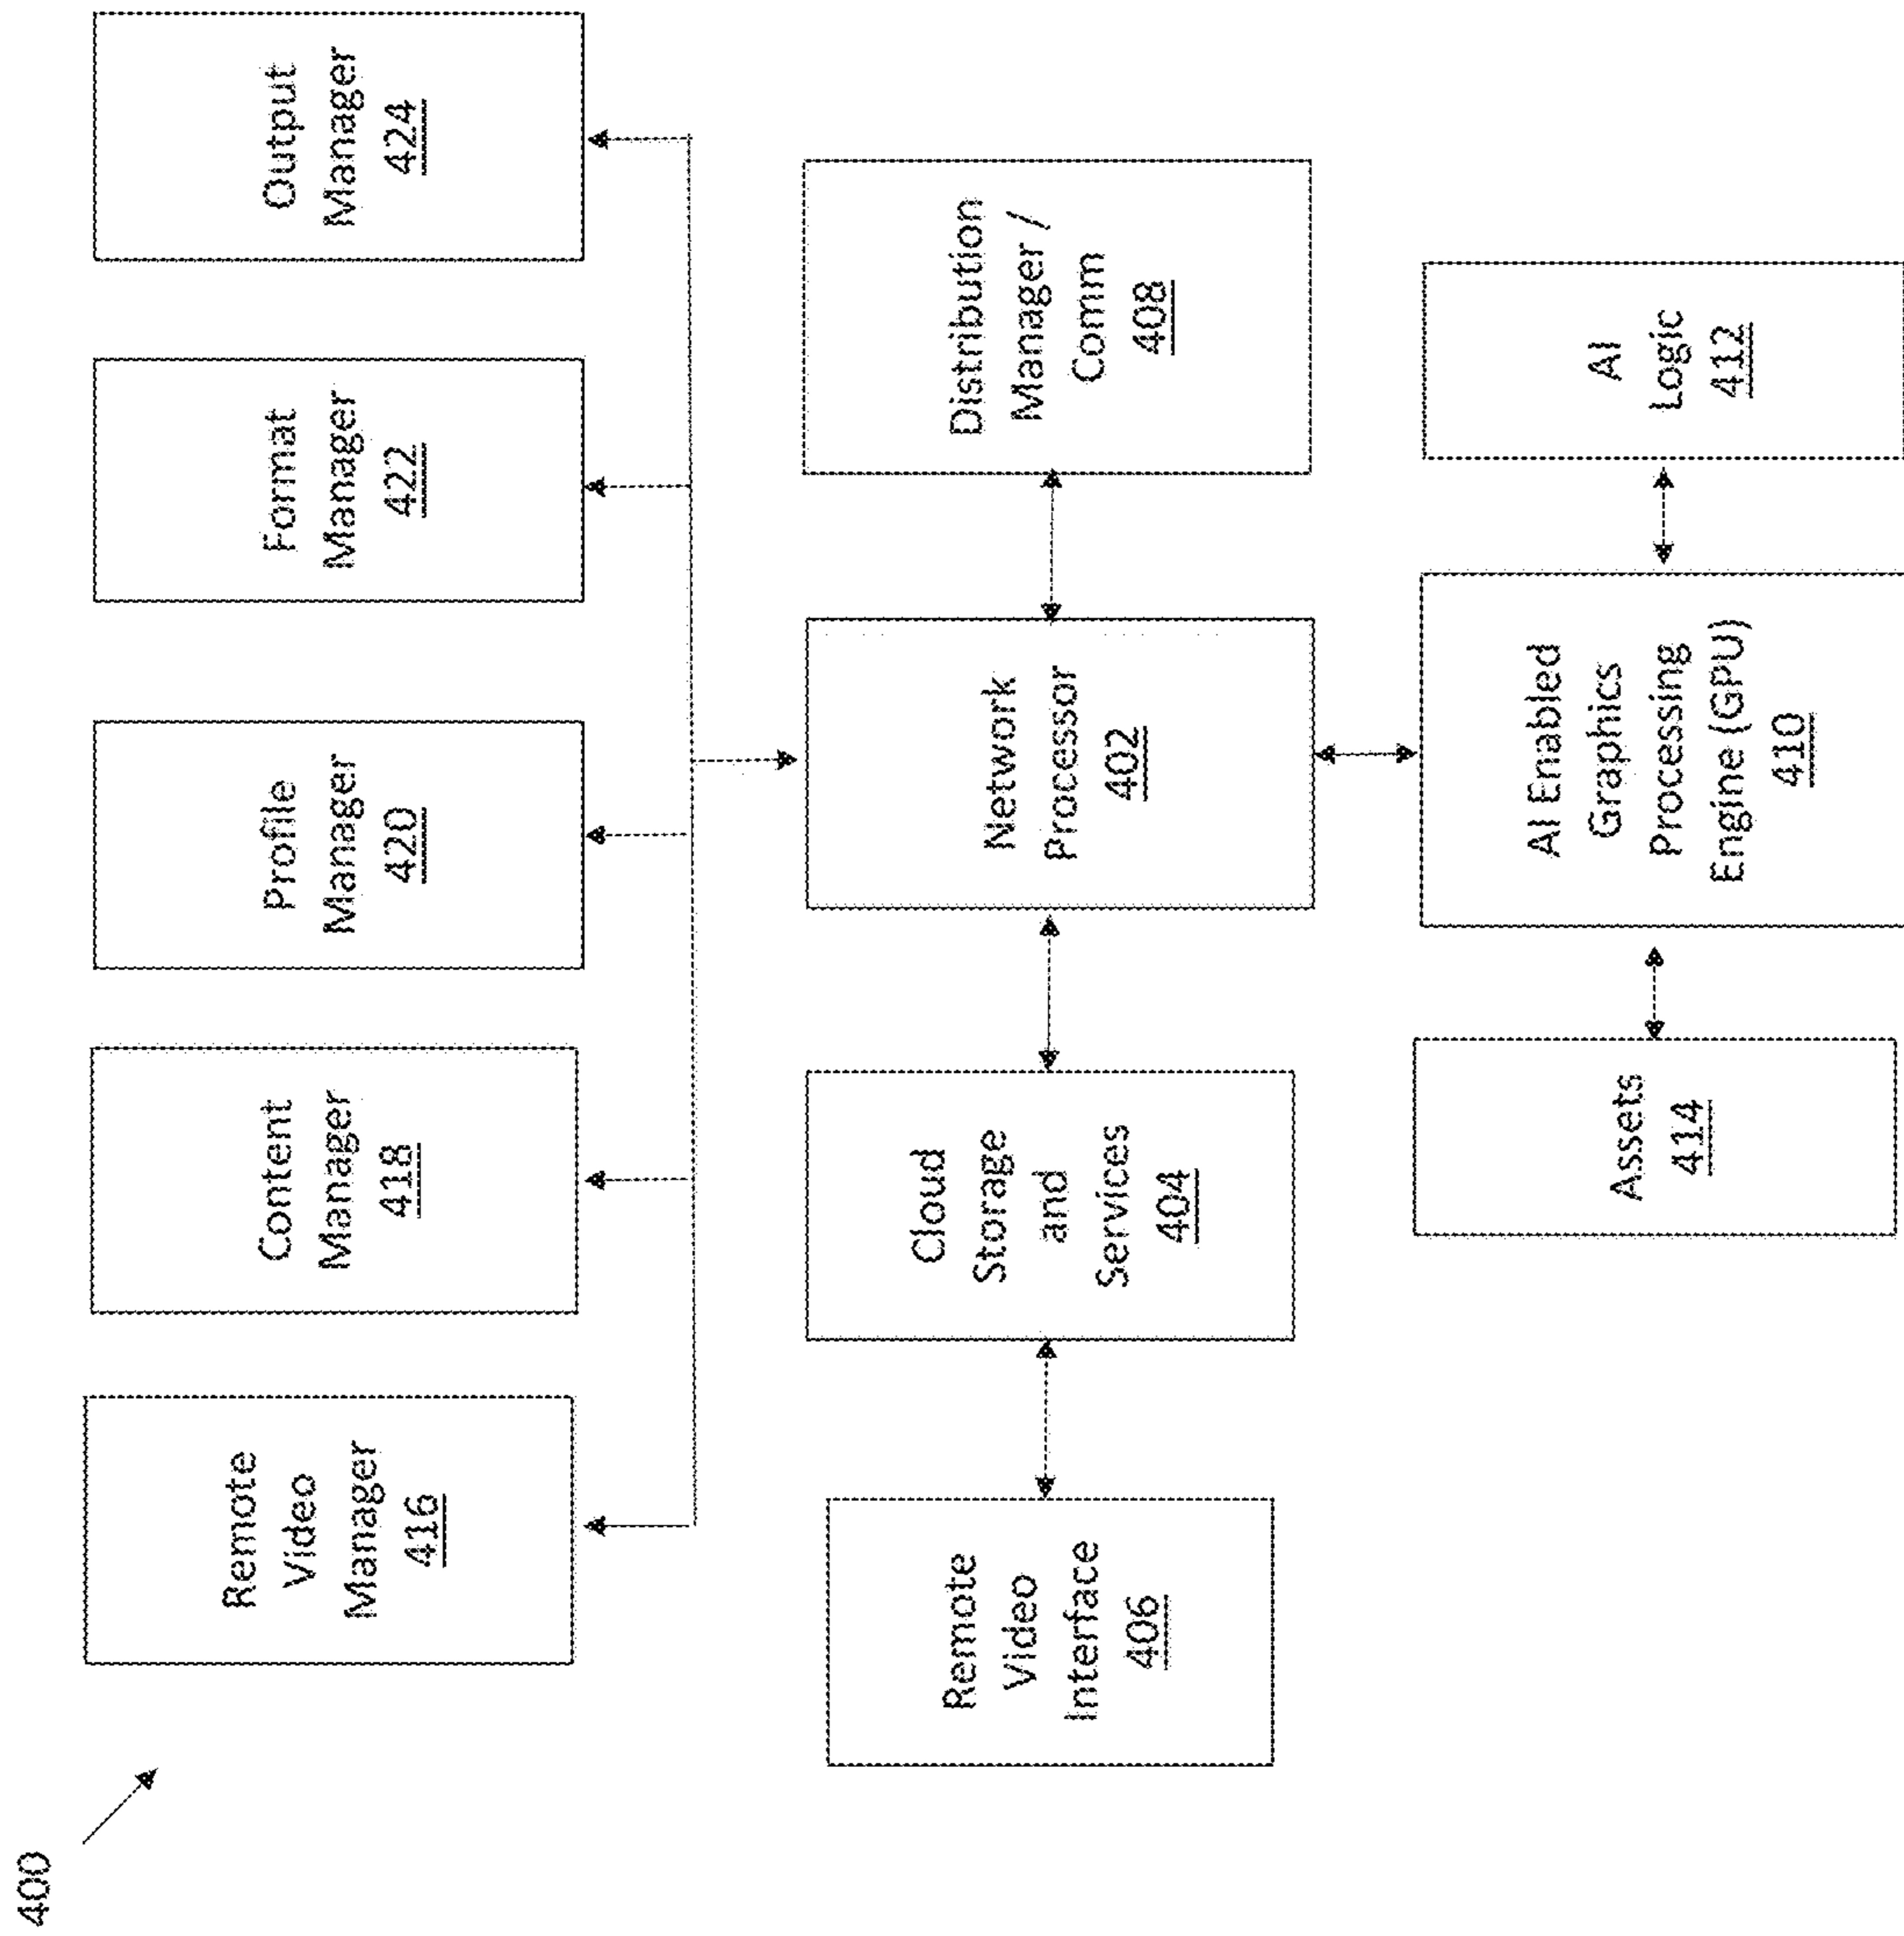 400
Remote
Video
Manager
416
Content
Manager
418
Profile
Manager
420
Format
Manager
422
Output
Manager
424
Remote
Video
Interface
406
Cloud
Storage
and
Services
404
Network
Processor
402
Distribution
Manager /
Comm
408
Assets
414
AI Enabled
Graphics
Processing
Engine (GPU)
410
AI
Logic
412